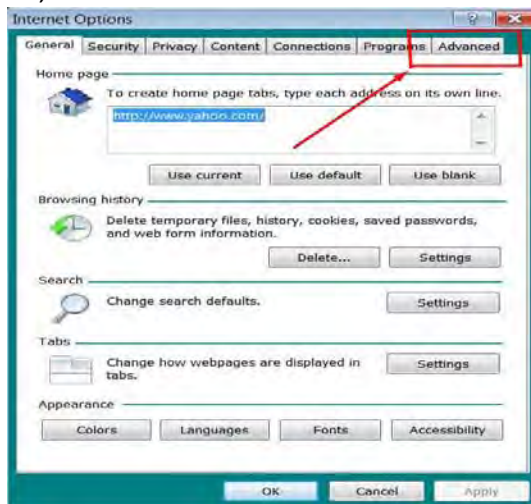 Internet Options
General Security Privacy Content Connections Programs Advanced
Home page
To create home page tabs, type each address on its own line.
http://www.yahoo.com/
Use current Use default Use blank
Browsing history
Delete temporary files, history, cookies, saved passwords,
and web form information.
Delete... Settings
Search
Change search defaults. Settings
Tabs
Change how webpages are displayed in Settings
tabs.
Appearance
Colors Languages Fonts Accessibility
OK Cancel Apply